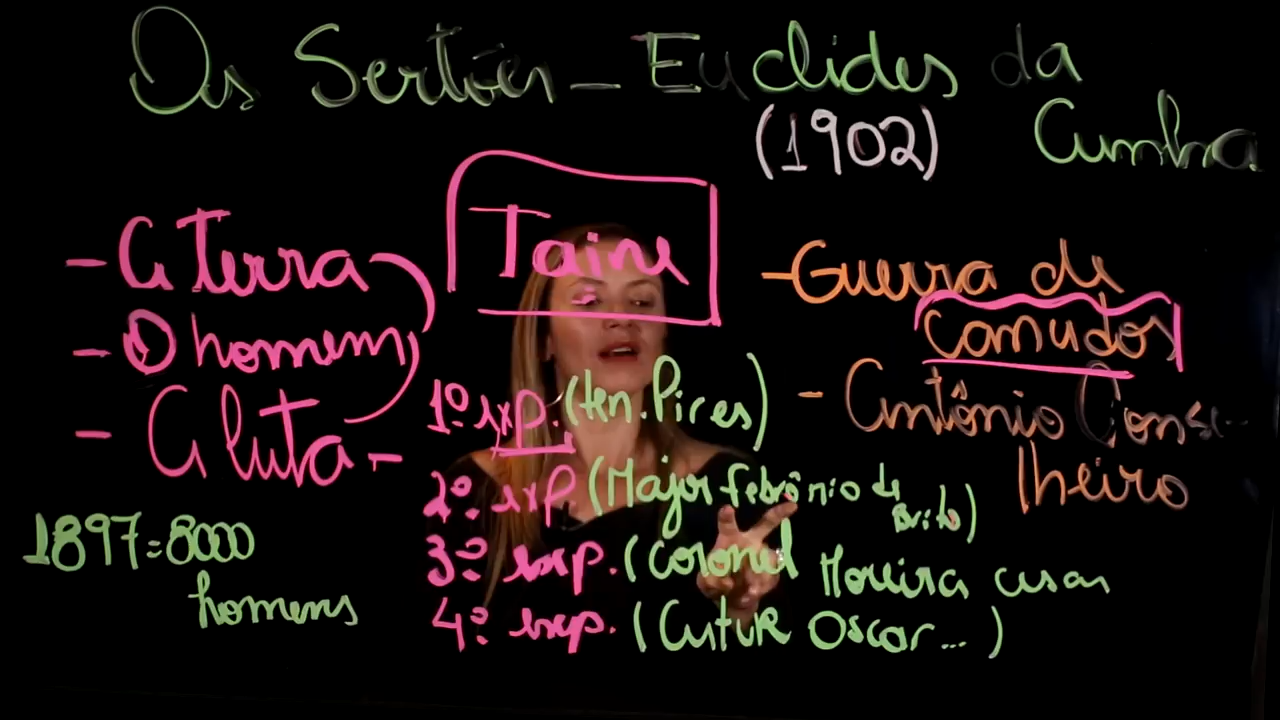 Os Sertões - Euclides da
Cunha
(1902)
Taine
- A Terra
- O homem
- A luta -
1º exp. (ten. Pires)
2º exp. (Major Febrônio de
Brito)
3º exp. (Coronel Moreira César
4º exp. (Cutur Oscar...)
1897 = 8000
homens
- Guerra de
Canudos
- Antônio Conse-
lheiro